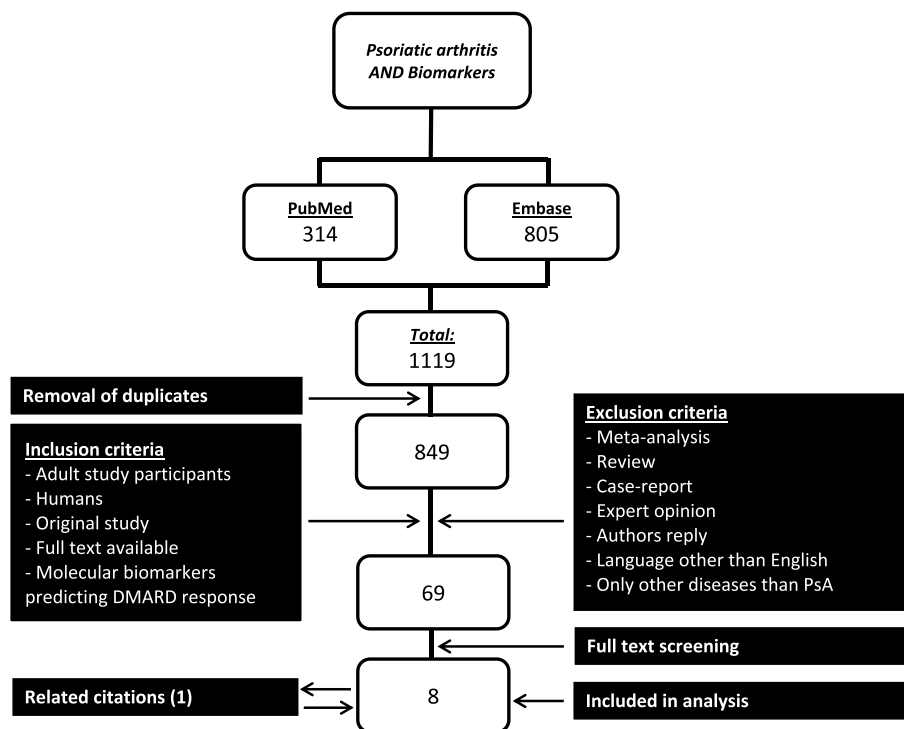 Psoriatic arthritis
AND Biomarkers
PubMed
314
Embase
805
Total:
1119
Removal of duplicates
849
Inclusion criteria
- Adult study participants
- Humans
- Original study
- Full text available
- Molecular biomarkers
predicting DMARD response
Exclusion criteria
- Meta-analysis
- Review
- Case-report
- Expert opinion
- Authors reply
- Language other than English
- Only other diseases than PsA
69
Full text screening
Related citations (1)
8
Included in analysis